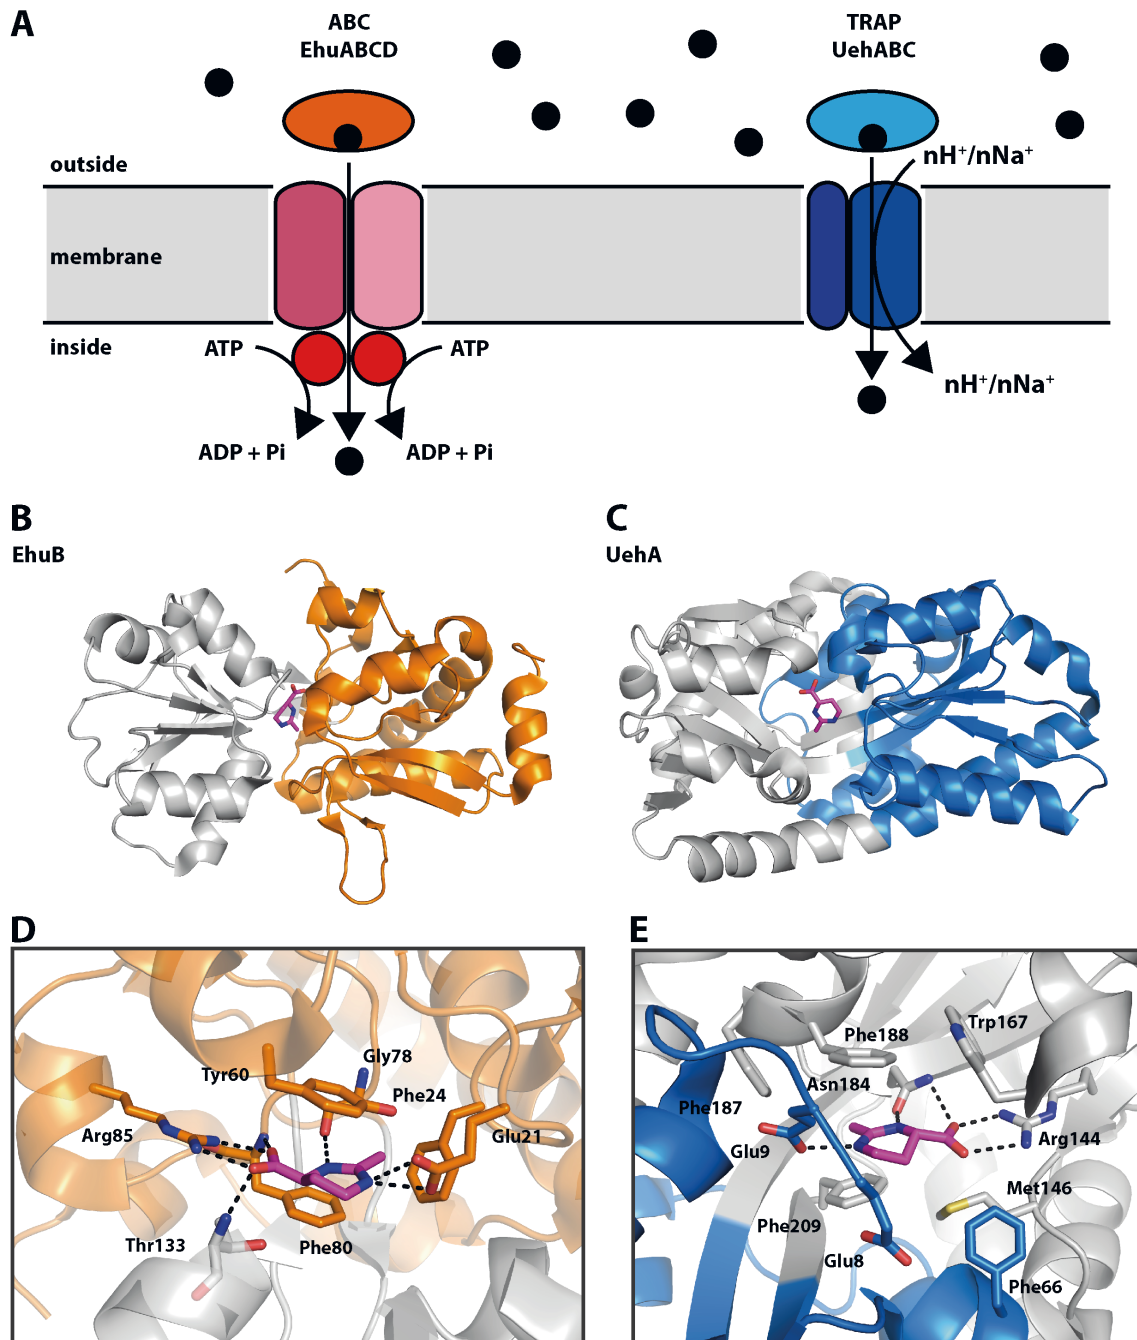 A
ABC
EhuABCD
TRAP
UehABC
outside
nH⁺/nNa⁺
membrane
inside
ATP
ATP
nH⁺/nNa⁺
ADP + Pi
ADP + Pi
B
EhuB
C
UehA
D
Gly78
Tyr60
Phe24
Arg85
Glu21
Thr133
Phe80
E
Trp167
Phe188
Asn184
Phe187
Glu9
Arg144
Met146
Phe209
Glu8
Phe66